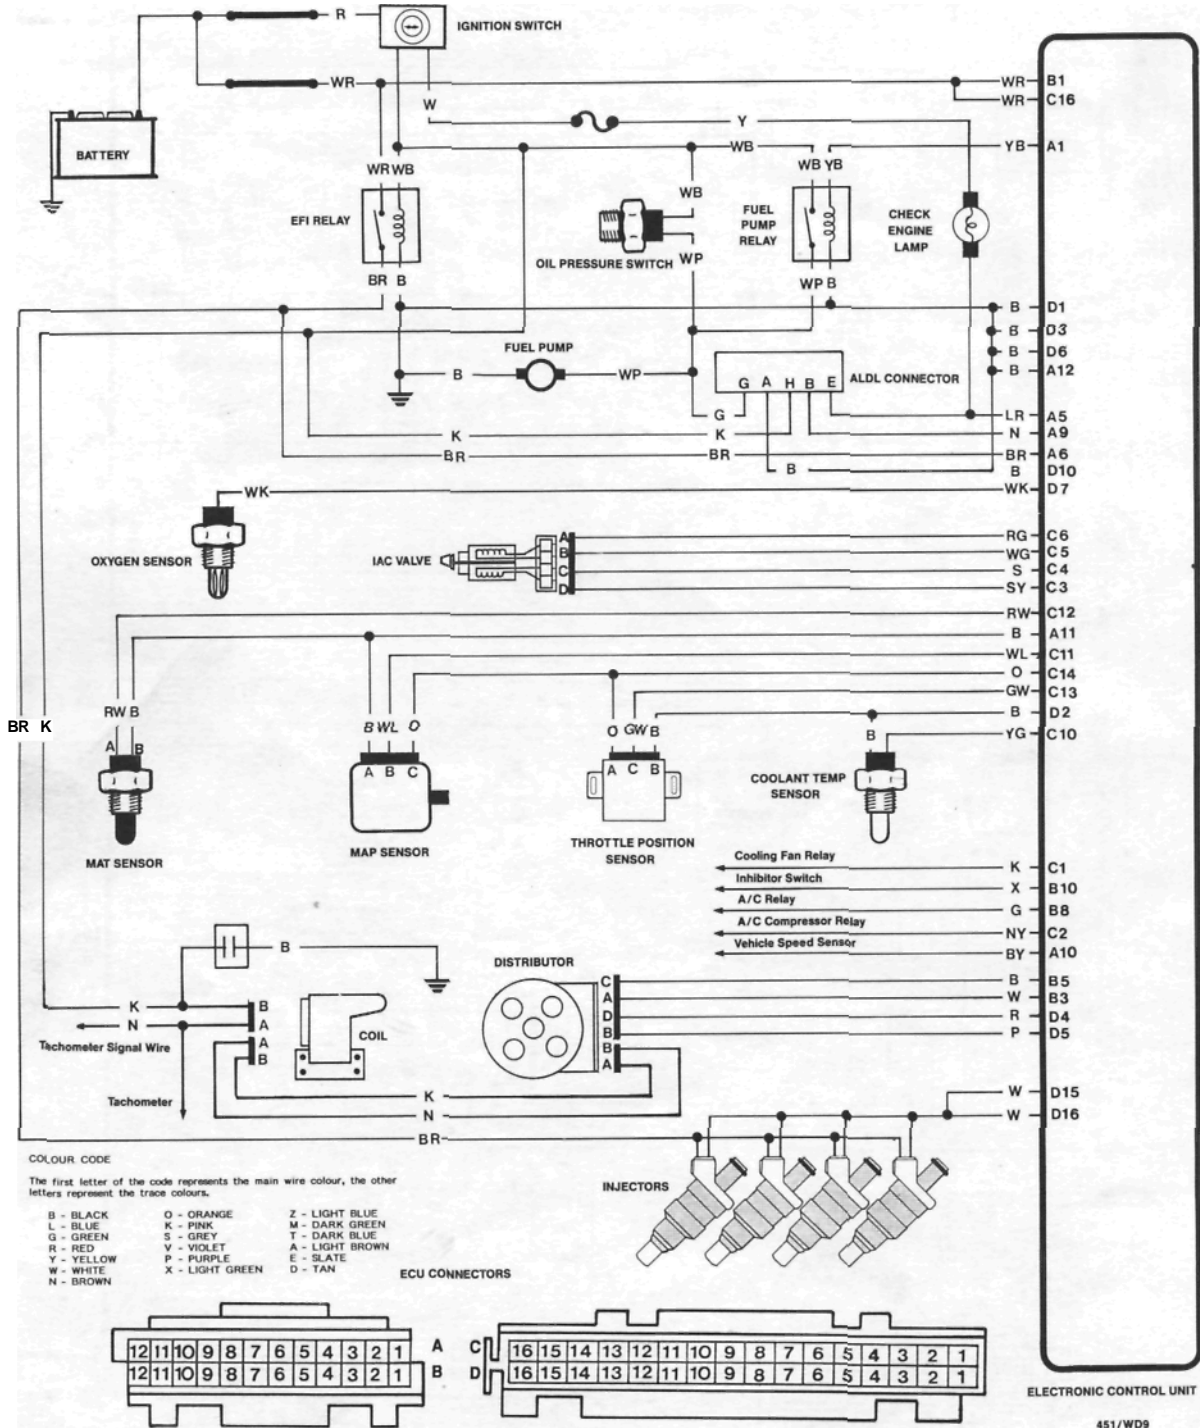 R
IGNITION SWITCH
WR
WR B1
W
WR C16
Y
BATTERY
WB
YB A1
WR WB
WB YB
WB
EFI RELAY
FUEL
PUMP
RELAY
CHECK
ENGINE
LAMP
OIL PRESSURE SWITCH
WP
BR B
WP B
B D1
B D3
FUEL PUMP
B D6
B
WP
B A12
ALDL CONNECTOR
G A H B E
G
LR A5
K
K
N A9
BR
BR
BR A6
B
B D10
WK
WK D7
OXYGEN SENSOR
IAC VALVE
A
B
C
D
RG C6
WG C5
S C4
SY C3
RW C12
B A11
WL C11
O C14
GW C13
RW B
B D2
BR K
B WL O
O GW B
B
YG C10
A B
A B C
A C B
COOLANT TEMP
SENSOR
MAT SENSOR
MAP SENSOR
THROTTLE POSITION
SENSOR
Cooling Fan Relay
K C1
Inhibitor Switch
X B10
A/C Relay
G B8
A/C Compressor Relay
NY C2
Vehicle Speed Sensor
BY A10
B
DISTRIBUTOR
C
A
D
B
B
A
B B5
W B3
R D4
P D5
K
B
N
A
Tachometer Signal Wire
A
B
COIL
Tachometer
K
N
W D15
W D16
BR
COLOUR CODE
The first letter of the code represents the main wire colour, the other
letters represent the trace colours.
INJECTORS
B - BLACK O - ORANGE Z - LIGHT BLUE
L - BLUE K - PINK M - DARK GREEN
G - GREEN S - GREY T - DARK BLUE
R - RED V - VIOLET A - LIGHT BROWN
Y - YELLOW P - PURPLE E - SLATE
W - WHITE X - LIGHT GREEN D - TAN
N - BROWN
ECU CONNECTORS
12 11 10 9 8 7 6 5 4 3 2 1 A
12 11 10 9 8 7 6 5 4 3 2 1 B
C 16 15 14 13 12 11 10 9 8 7 6 5 4 3 2 1
D 16 15 14 13 12 11 10 9 8 7 6 5 4 3 2 1
ELECTRONIC CONTROL UNIT
451/WD9